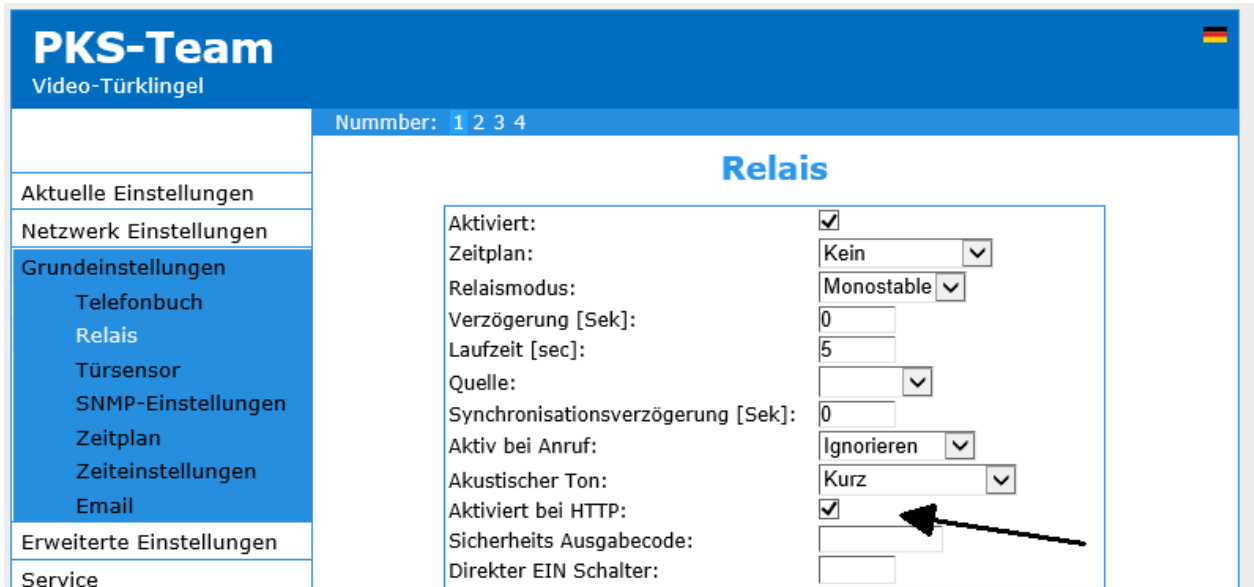 PKS-Team
Video-Türklingel
Nummber: 1 2 3 4
Aktuelle Einstellungen
Netzwerk Einstellungen
Grundeinstellungen
Telefonbuch
Relais
Türsensor
SNMP-Einstellungen
Zeitplan
Zeiteinstellungen
Email
Erweiterte Einstellungen
Service
Relais
Aktiviert:
Zeitplan: Kein
Relaismodus: Monostable
Verzögerung [Sek]: 0
Laufzeit [sec]: 5
Quelle:
Synchronisationsverzögerung [Sek]: 0
Aktiv bei Anruf: Ignorieren
Akustischer Ton: Kurz
Aktiviert bei HTTP:
Sicherheits Ausgabecode:
Direkter EIN Schalter: